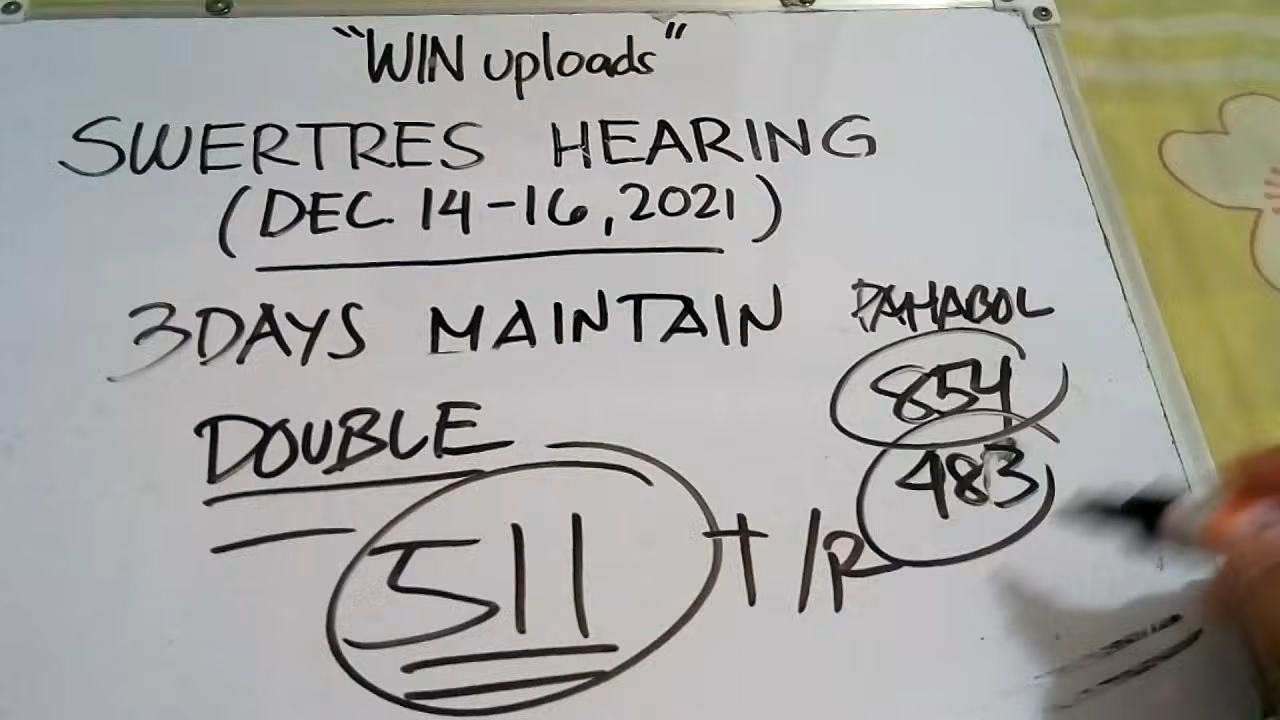 "WIN uploads"
SWERTRES HEARING
(DEC. 14-16, 2021)
3DAYS MAINTAIN
PAHABOL
854
483
DOUBLE
511 T/R